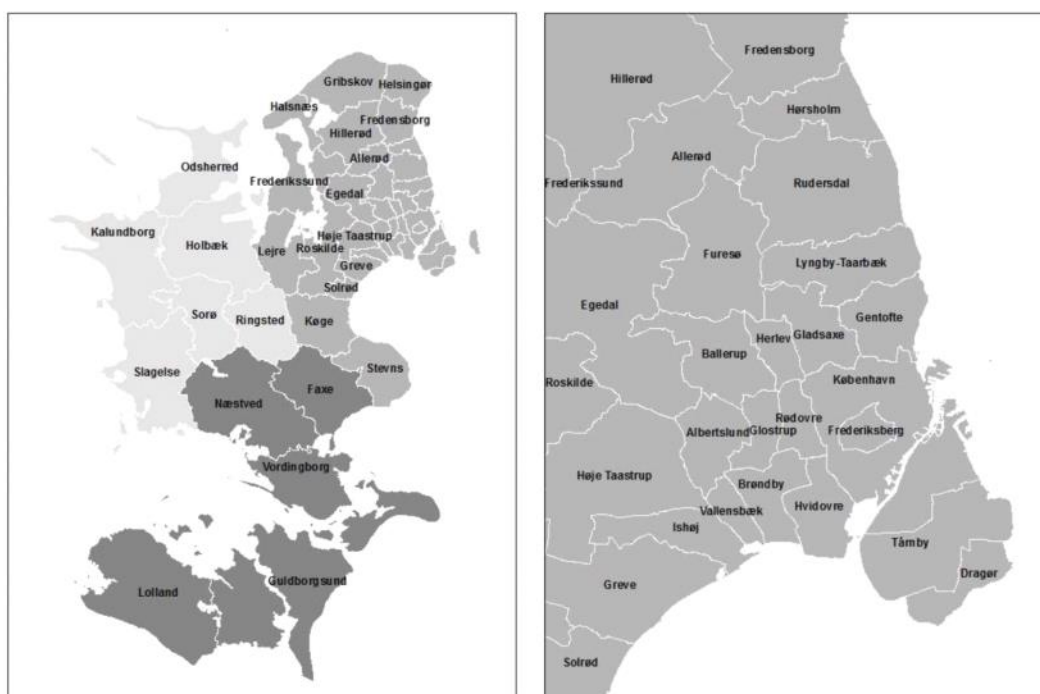 Gribskov
Helsingør
Halsnæs
Fredensborg
Hillerød
Odsherred
Allerød
Frederikssund
Egedal
Kalundborg
Høje Taastrup
Holbæk
Lejre
Roskilde
Greve
Solrød
Sorø
Ringsted
Køge
Slagelse
Stevns
Næstved
Faxe
Vordingborg
Guldborgsund
Lolland
Fredensborg
Hillerød
Hørsholm
Allerød
Frederikssund
Rudersdal
Furesø
Lyngby-Taarbæk
Egedal
Gentofte
Herlev
Gladsaxe
Ballerup
Roskilde
København
Rødovre
Albertslund
Glostrup
Frederiksberg
Høje Taastrup
Brøndby
Hvidovre
Vallensbæk
Ishøj
Tårnby
Dragør
Greve
Solrød